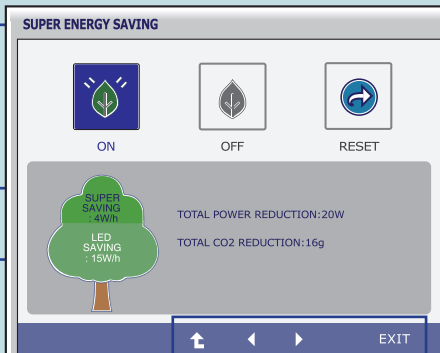 SUPER ENERGY SAVING
ON
OFF
RESET
SUPER
SAVING
: 4W/h
LED
SAVING
: 15W/h
TOTAL POWER REDUCTION:20W
TOTAL CO2 REDUCTION:16g
EXIT